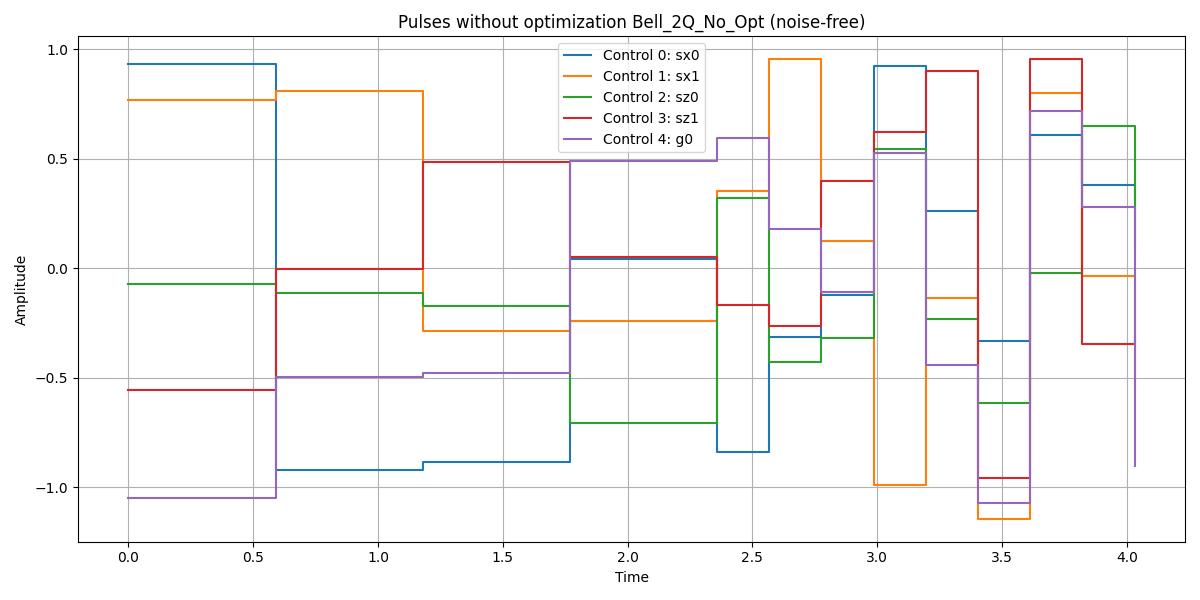 Pulses without optimization Bell_2Q_No_Opt (noise-free)
Control 0: sx0
Control 1: sx1
Control 2: sz0
Control 3: sz1
Control 4: g0
Amplitude
1.0
0.5
0.0
−0.5
−1.0
0.0 0.5 1.0 1.5 2.0 2.5 3.0 3.5 4.0
Time